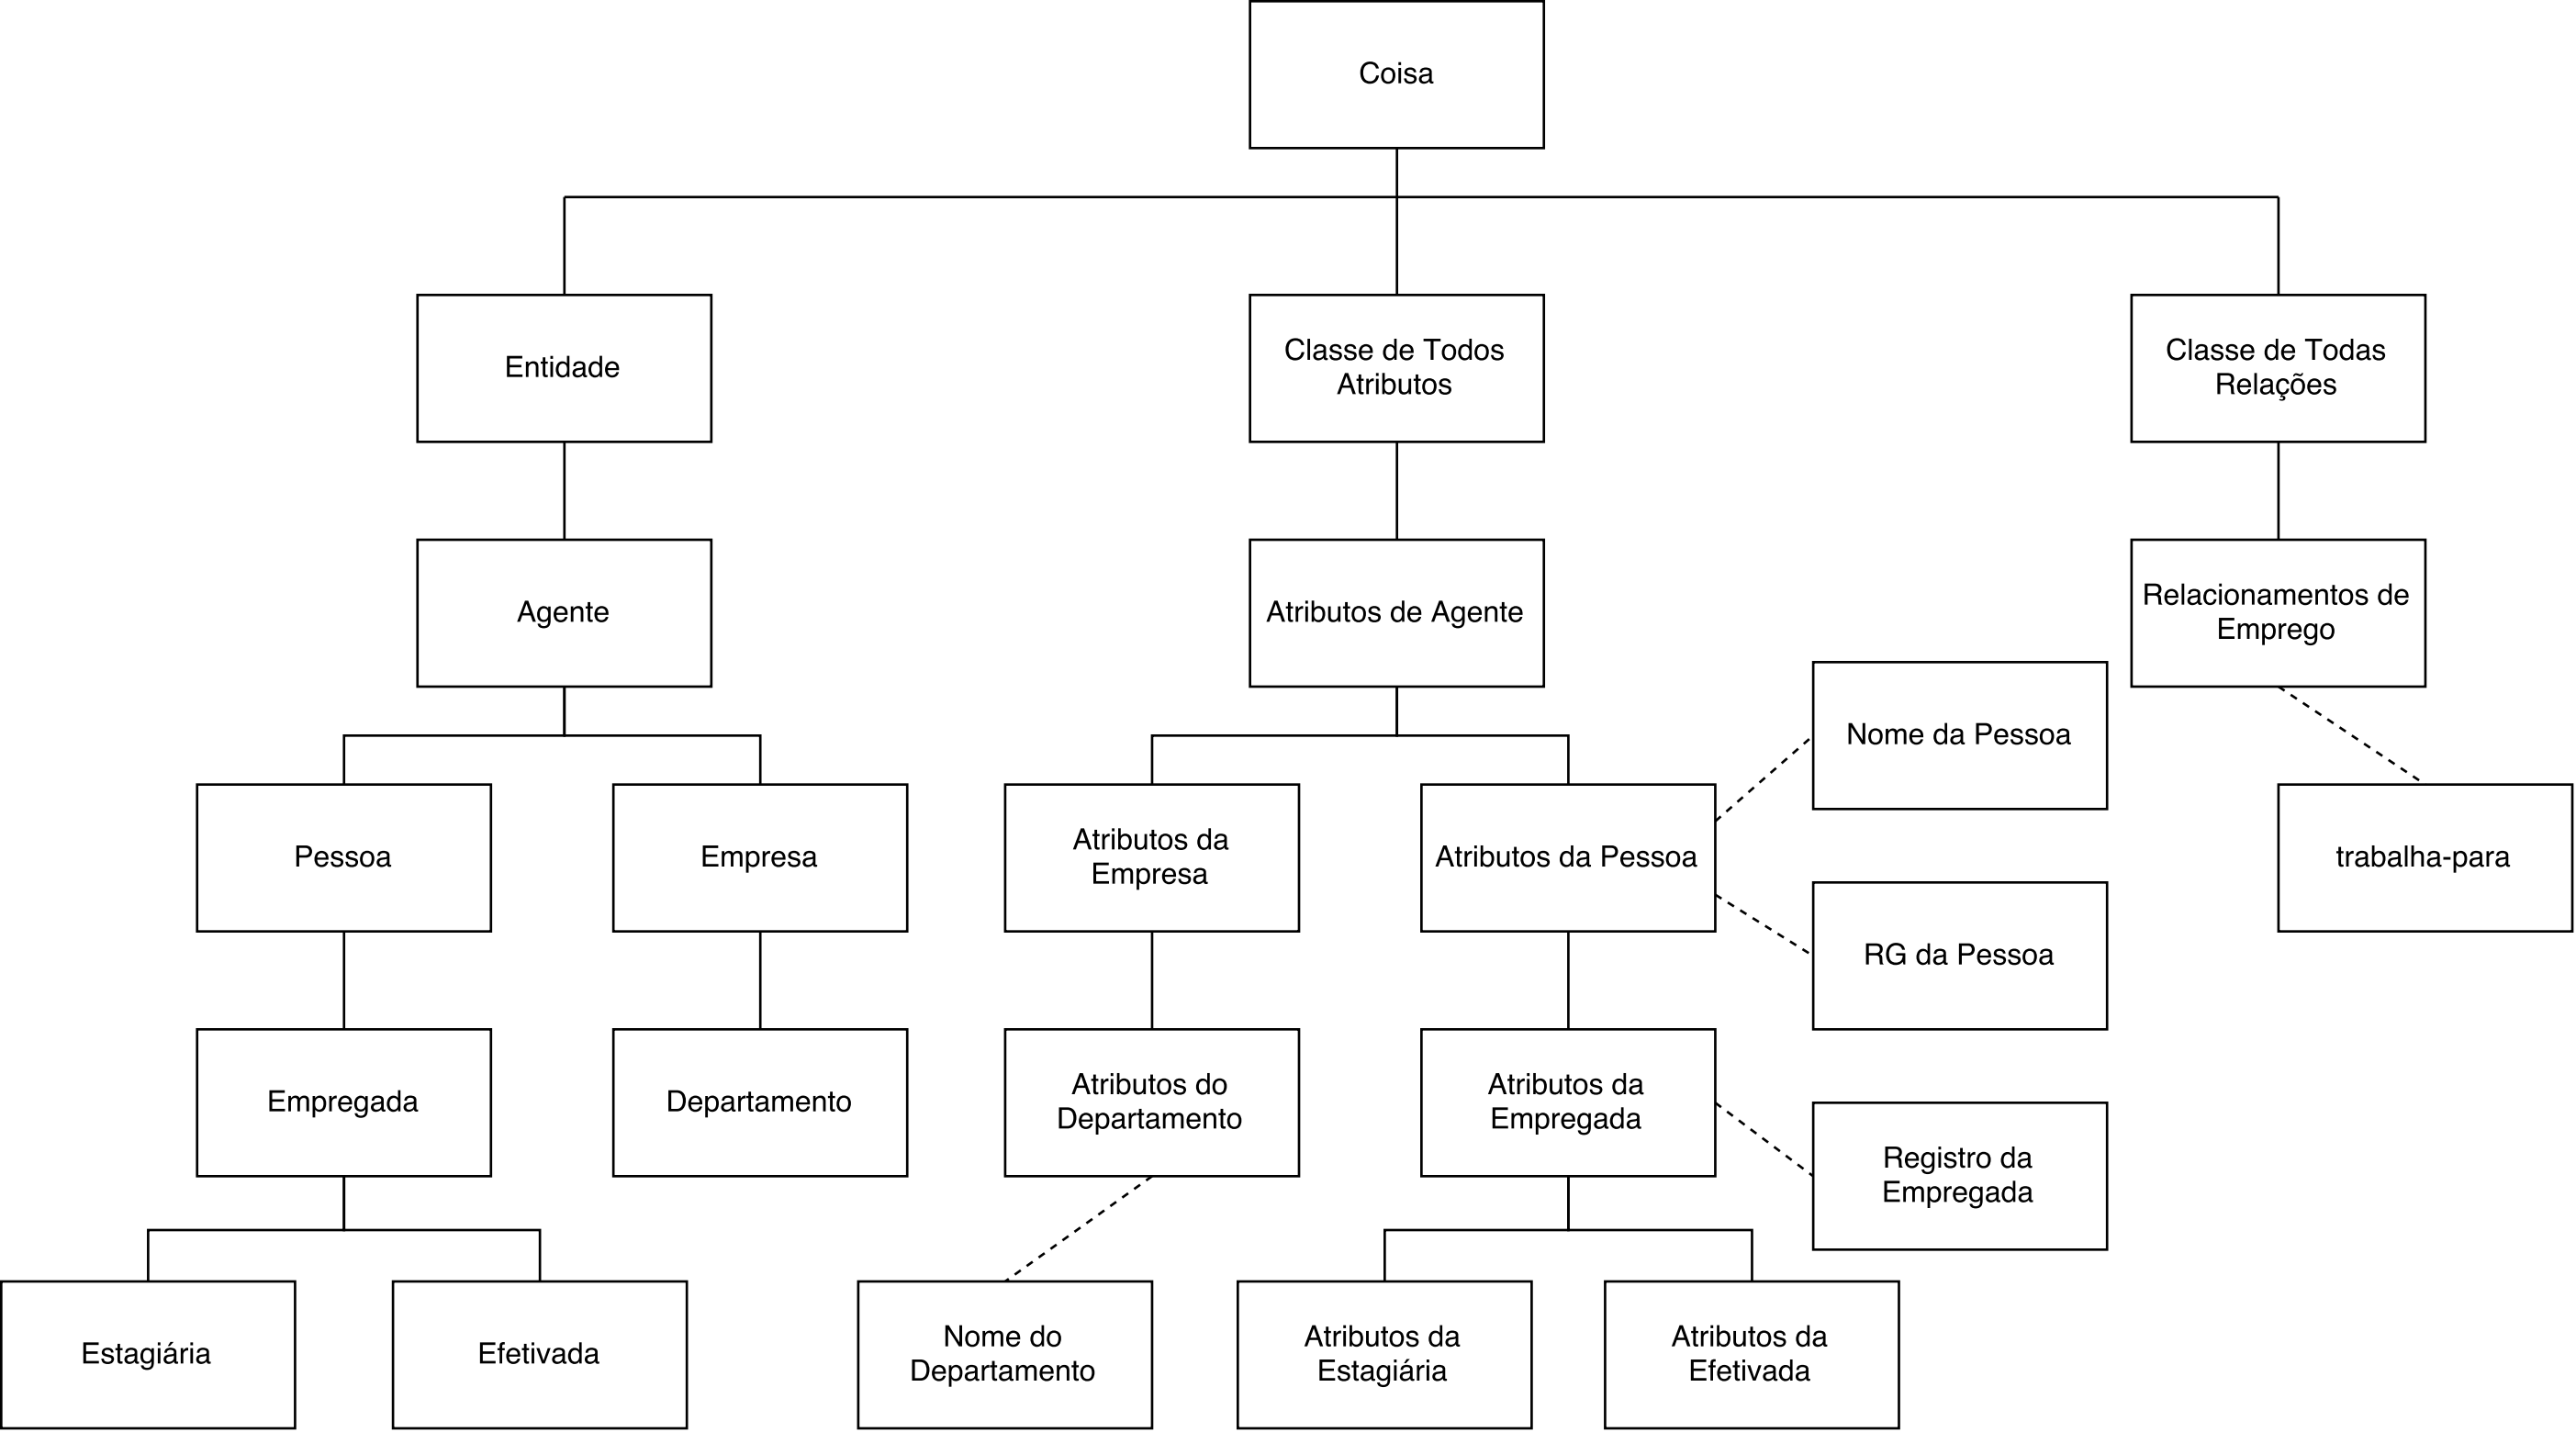 Coisa
Entidade
Classe de Todos
Atributos
Classe de Todas
Relações
Agente
Atributos de Agente
Relacionamentos de
Emprego
Nome da Pessoa
Pessoa
Empresa
Atributos da
Empresa
Atributos da Pessoa
trabalha-para
RG da Pessoa
Empregada
Departamento
Atributos do
Departamento
Atributos da
Empregada
Registro da
Empregada
Estagiária
Efetivada
Nome do
Departamento
Atributos da
Estagiária
Atributos da
Efetivada